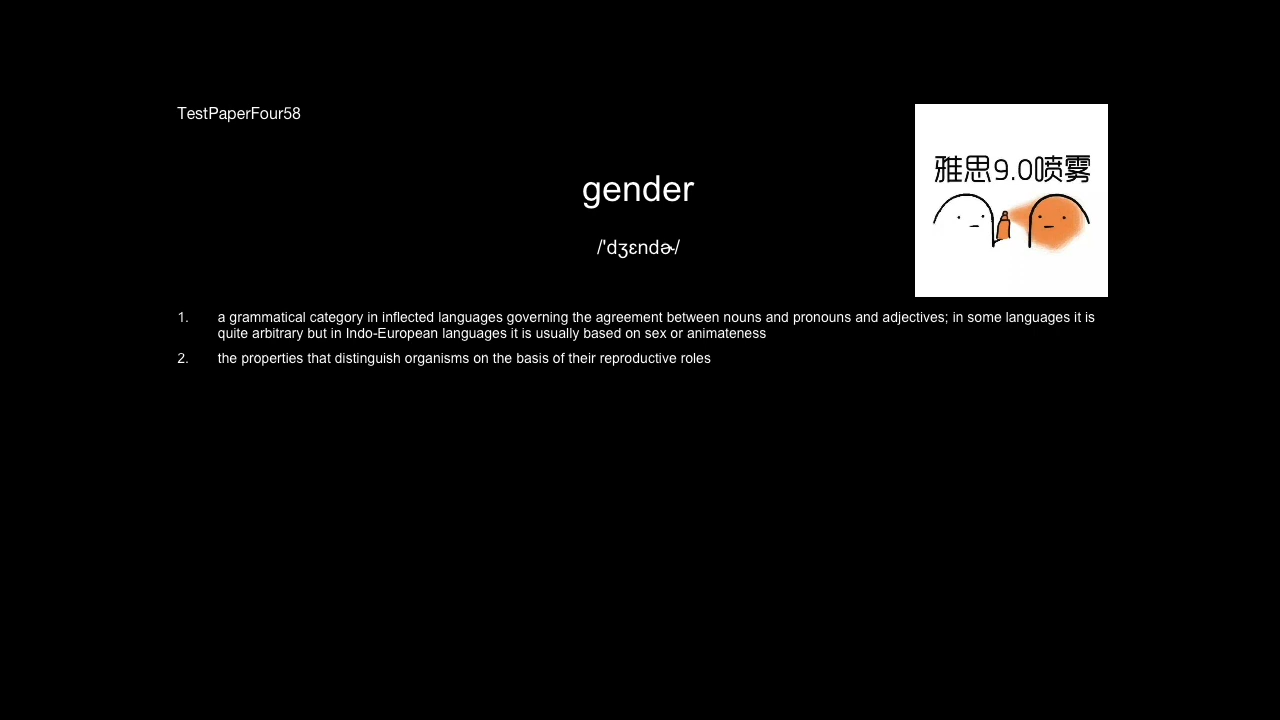 TestPaperFour58
雅思9.0喷雾
gender
/'dʒɛndɚ/
1. a grammatical category in inflected languages governing the agreement between nouns and pronouns and adjectives; in some languages it is
quite arbitrary but in Indo-European languages it is usually based on sex or animateness
2. the properties that distinguish organisms on the basis of their reproductive roles